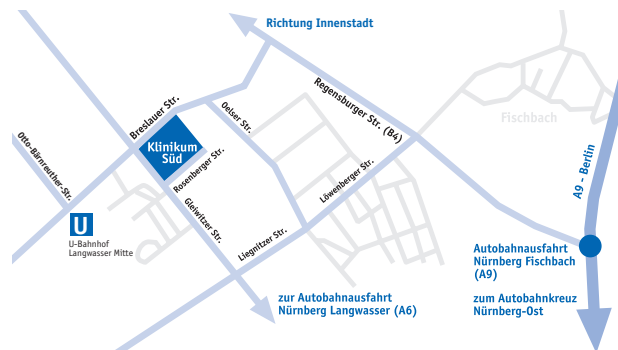 Richtung Innenstadt
Regensburger Str. (B4)
Breslauer Str.
Oelser Str.
Fischbach
Otto-Bärnreuther-Str.
Klinikum
Süd
Rosenberger Str.
A9 - Berlin
Löwenberger Str.
Gleiwitzer Str.
U
U-Bahnhof
Langwasser Mitte
Liegnitzer Str.
Autobahnausfahrt
Nürnberg Fischbach
(A9)
zur Autobahnausfahrt
Nürnberg Langwasser (A6)
zum Autobahnkreuz
Nürnberg-Ost